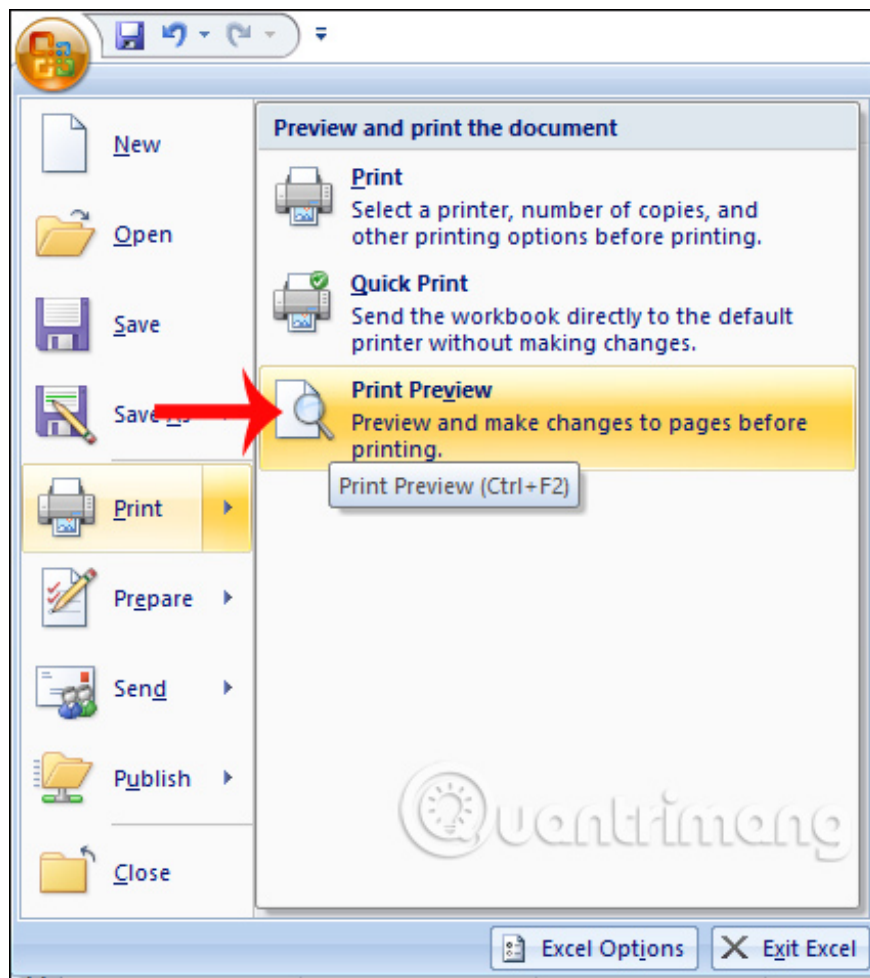 New
Open
Save
Save As
Print
Prepare
Send
Publish
Close
Preview and print the document
Print
Select a printer, number of copies, and
other printing options before printing.
Quick Print
Send the workbook directly to the default
printer without making changes.
Print Preview
Preview and make changes to pages before
printing.
Print Preview (Ctrl+F2)
Quantrimang
Excel Options
Exit Excel